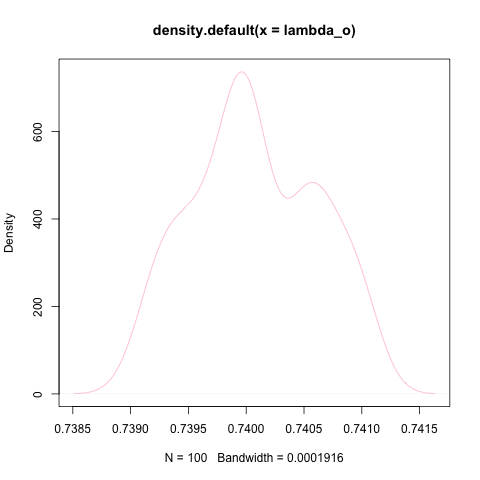 density.default(x = lambda_o)
Density
0
200
400
600
0.7385 0.7390 0.7395 0.7400 0.7405 0.7410 0.7415
N = 100 Bandwidth = 0.0001916